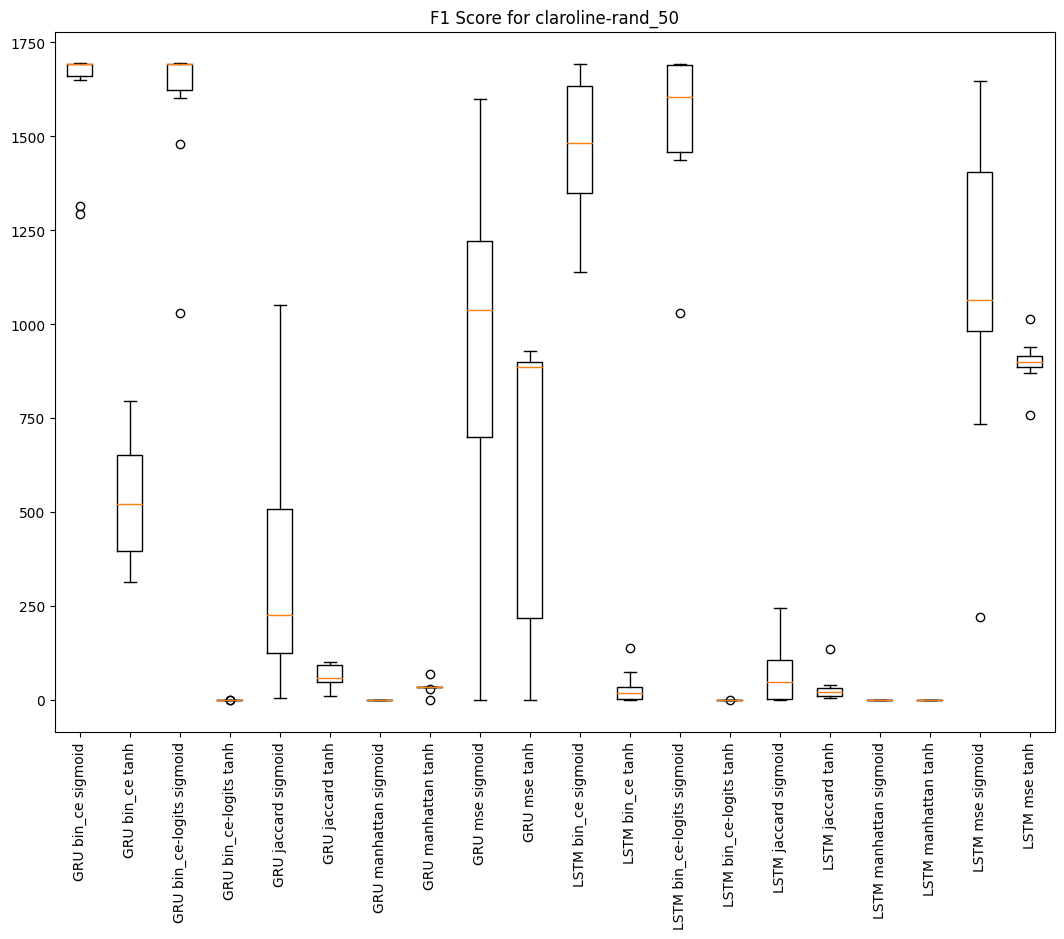 F1 Score for claroline-rand_50
1750
1500
1250
1000
750
500
250
0
GRU bin_ce sigmoid
GRU bin_ce tanh
GRU bin_ce-logits sigmoid
GRU bin_ce-logits tanh
GRU jaccard sigmoid
GRU jaccard tanh
GRU manhattan sigmoid
GRU manhattan tanh
GRU mse sigmoid
GRU mse tanh
LSTM bin_ce sigmoid
LSTM bin_ce tanh
LSTM bin_ce-logits sigmoid
LSTM bin_ce-logits tanh
LSTM jaccard sigmoid
LSTM jaccard tanh
LSTM manhattan sigmoid
LSTM manhattan tanh
LSTM mse sigmoid
LSTM mse tanh